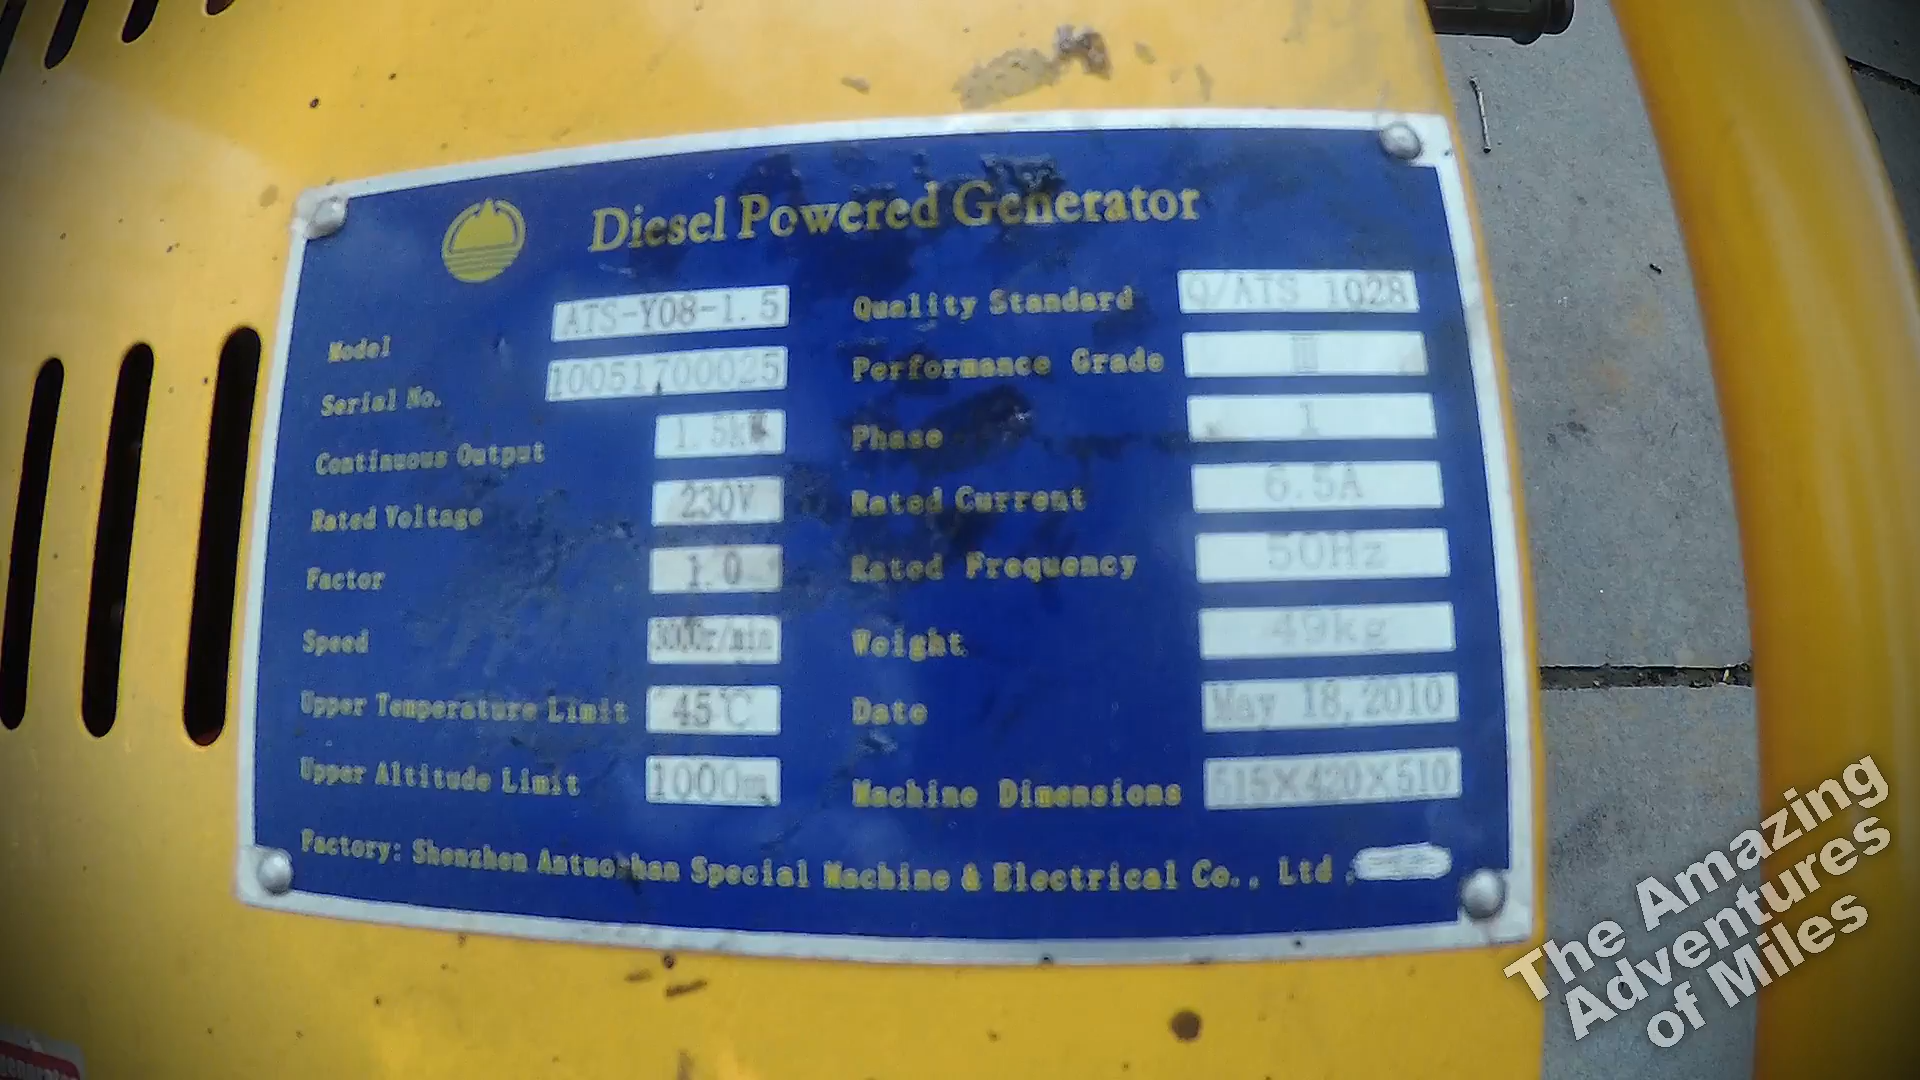 Diesel Powered Generator
Model ATS-Y08-1.5
Serial No. 10051700025
Continuous Output 1.5kW
Rated Voltage 230V
Factor 1.0
Speed 3000r/min
Upper Temperature Limit 45℃
Upper Altitude Limit 1000m
Quality Standard Q/ATS 1028
Performance Grade
Phase 1
Rated Current 6.5A
Rated Frequency 50Hz
Weight 49kg
Date May 18,2010
Machine Dimensions 515X420X510
Factory: Shenzhen Special Machine & Electrical Co., Ltd.
The Amazing
Adventures
of Miles